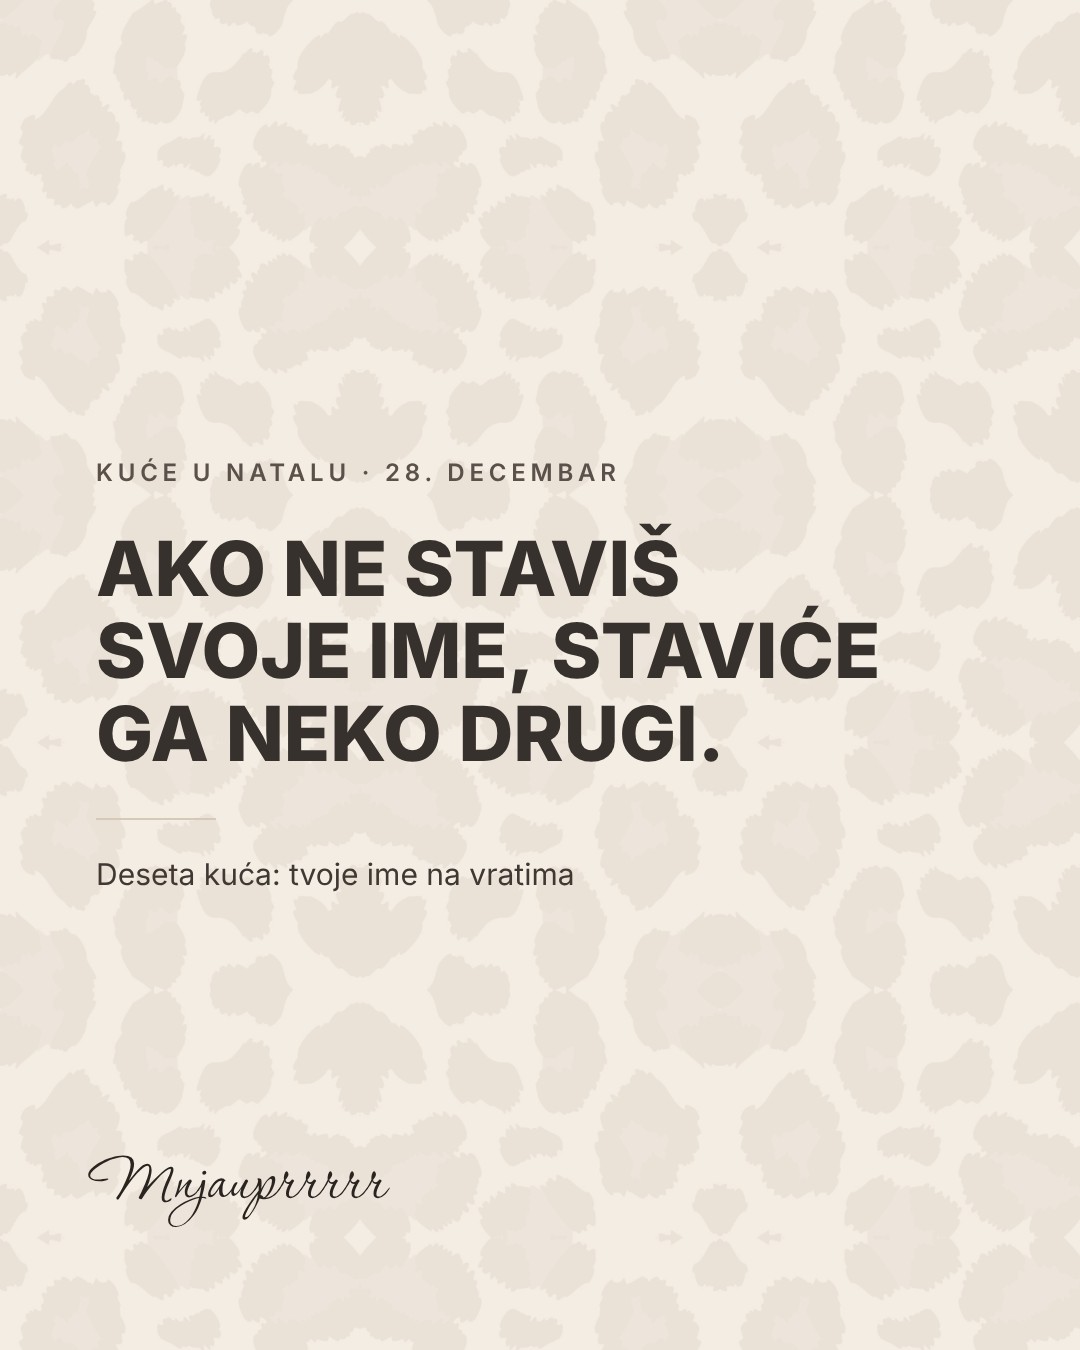 KUĆE U NATALU · 28. DECEMBAR
AKO NE STAVIŠ
SVOJE IME, STAVIĆE
GA NEKO DRUGI.
Deseta kuća: tvoje ime na vratima
Mnjauprrrrr